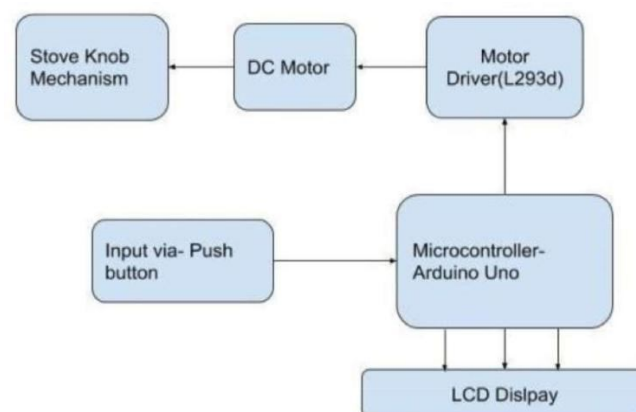 Stove Knob
Mechanism
DC Motor
Motor
Driver(L293d)
Input via- Push
button
Microcontroller-
Arduino Uno
LCD Dislpay